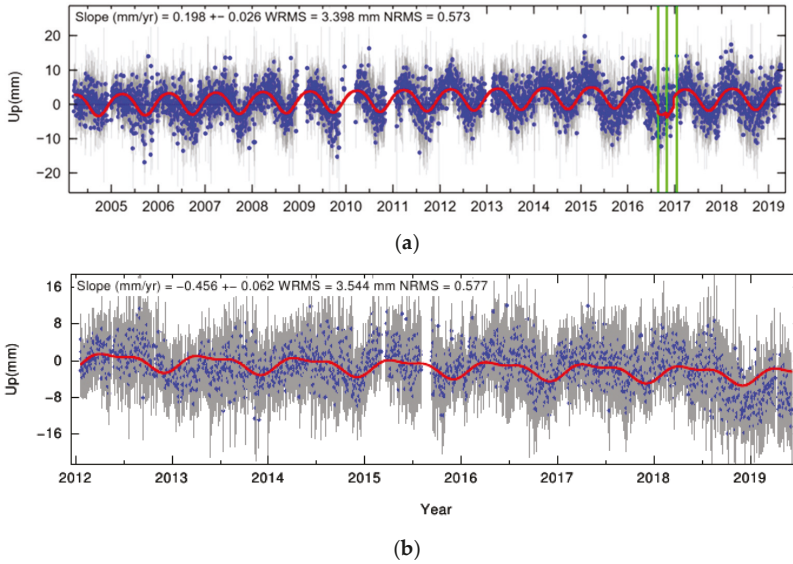 Slope (mm/yr) = 0.198 +− 0.026 WRMS = 3.398 mm NRMS = 0.573
20
10
0
−10
−20
Up(mm)
2005 2006 2007 2008 2009 2010 2011 2012 2013 2014 2015 2016 2017 2018 2019
(a)
Slope (mm/yr) = −0.456 +− 0.062 WRMS = 3.544 mm NRMS = 0.577
16
8
0
−8
−16
Up(mm)
2012 2013 2014 2015 2016 2017 2018 2019
Year
(b)